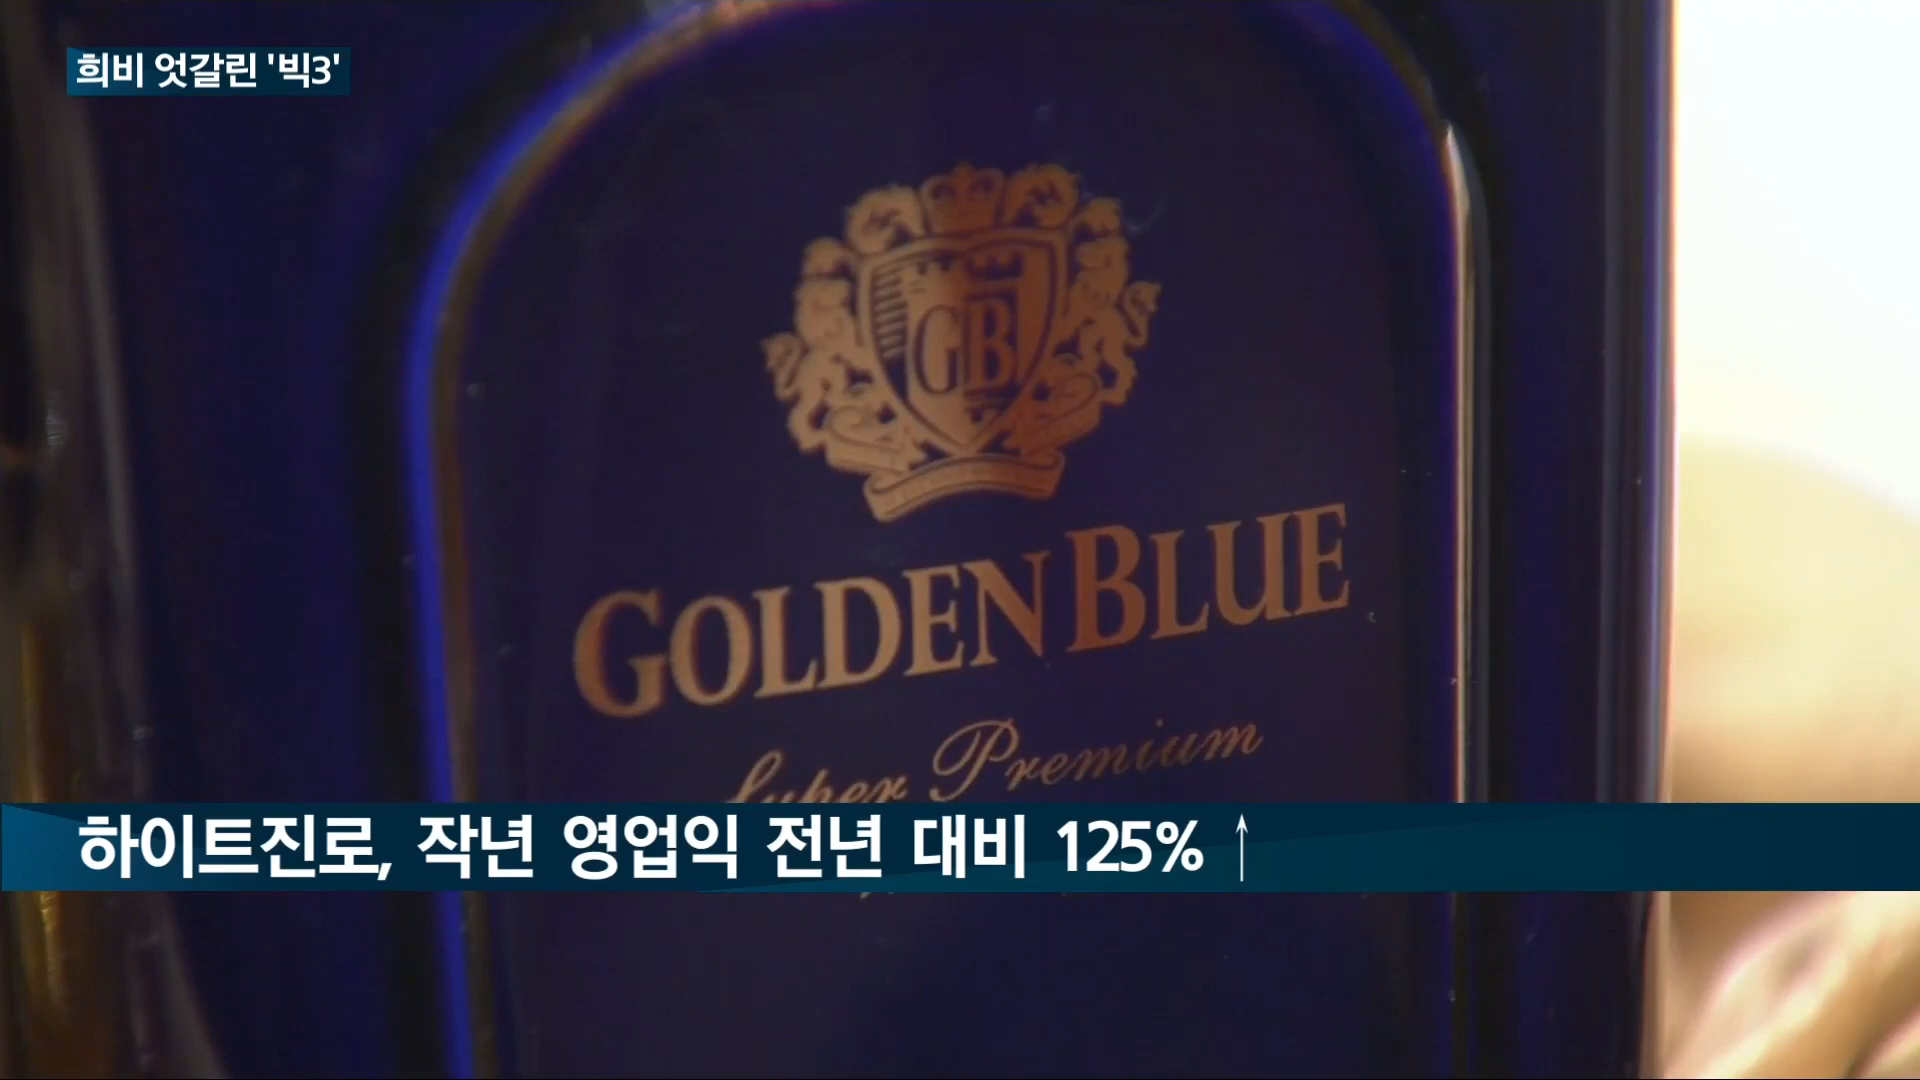 희비 엇갈린 '빅3'
GB
GOLDEN BLUE
Super Premium
하이트진로, 작년 영업익 전년 대비 125% ↑